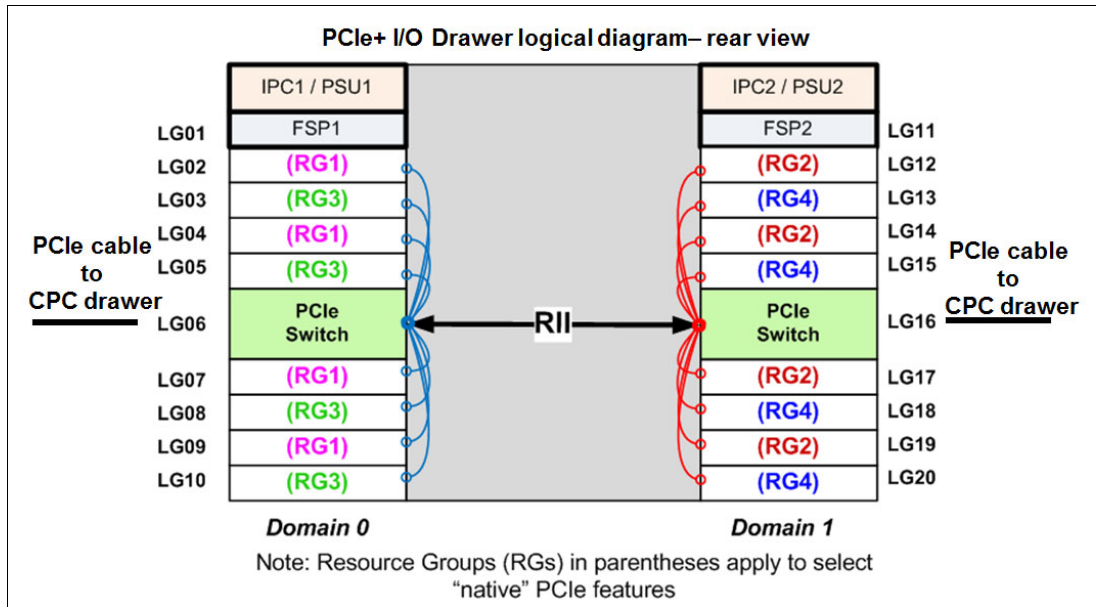 PCIe+ I/O Drawer logical diagram– rear view
IPC1 / PSU1
IPC2 / PSU2
LG01
FSP1
FSP2
LG11
LG02
(RG1)
(RG2)
LG12
LG03
(RG3)
(RG4)
LG13
LG04
(RG1)
(RG2)
LG14
LG05
(RG3)
(RG4)
LG15
PCIe cable
to
CPC drawer
LG06
PCIe
Switch
RII
PCIe
Switch
LG16
PCIe cable
to
CPC drawer
LG07
(RG1)
(RG2)
LG17
LG08
(RG3)
(RG4)
LG18
LG09
(RG1)
(RG2)
LG19
LG10
(RG3)
(RG4)
LG20
Domain 0
Domain 1
Note: Resource Groups (RGs) in parentheses apply to select
“native” PCIe features